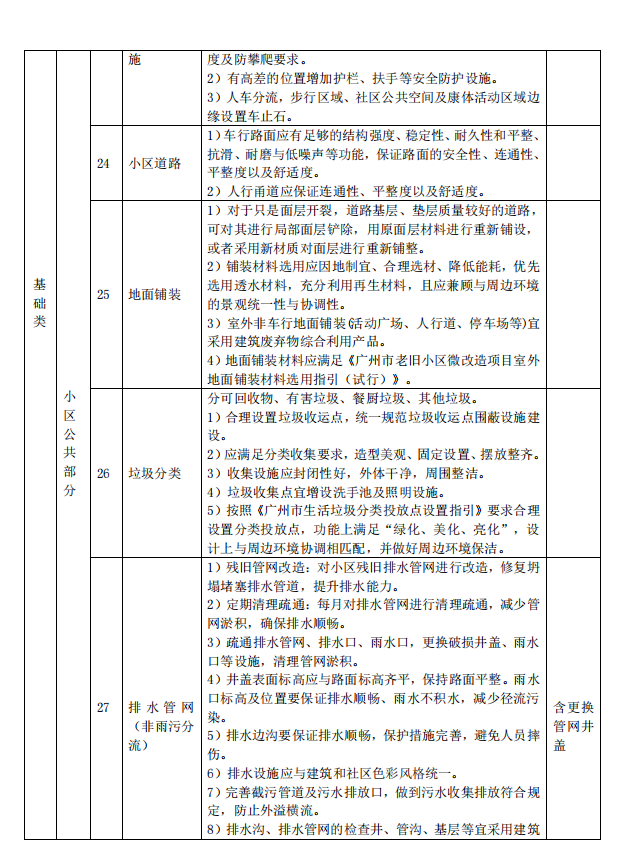 施
度及防攀爬要求。
2）有高差的位置增加护栏、扶手等安全防护设施。
3）人车分流，步行区域、社区公共空间及康体活动区域边
缘设置车止石。
24
小区道路
1)车行路面应有足够的结构强度、稳定性、耐久性和平整、
抗滑、耐磨与低噪声等功能，保证路面的安全性、连通性、
平整度以及舒适度。
2）人行甬道应保证连通性、平整度以及舒适度。
基
础
类
25
地面铺装
1）对于只是面层开裂，道路基层、垫层质量较好的道路，
可对其进行局部面层铲除，用原面层材料进行重新铺设，
或者采用新材质对面层进行重新铺整。
2）铺装材料选用应因地制宜、合理选材、降低能耗，优先
选用透水材料，充分利用再生材料，且应兼顾与周边环境
的景观统一性与协调性。
3）室外非车行地面铺装(活动广场、人行道、停车场等)宜
采用建筑废弃物综合利用产品。
4）地面铺装材料应满足《广州市老旧小区微改造项目室外
地面铺装材料选用指引（试行）》。
小
区
公
共
部
分
26
垃圾分类
分可回收物、有害垃圾、餐厨垃圾、其他垃圾。
1）合理设置垃圾收运点，统一规范垃圾收运点围蔽设施建
设。
2）应满足分类收集要求，造型美观、固定设置、摆放整齐。
3）收集设施应封闭性好，外体干净，周围整洁。
4）垃圾收集点宜增设洗手池及照明设施。
5）按照《广州市生活垃圾分类投放点设置指引》要求合理
设置分类投放点，功能上满足“绿化、美化、亮化”，设
计上与周边环境协调相匹配，并做好周边环境保洁。
27
排水管网
（非雨污分
流）
1）残旧管网改造：对小区残旧排水管网进行改造，修复坍
塌堵塞排水管道，提升排水能力。
2）定期清理疏通：每月对排水管网进行清理疏通，减少管
网淤积，确保排水顺畅。
3）疏通排水管网、排水口、雨水口，更换破损井盖、雨水
口等设施，清理管网淤积。
4）井盖表面标高应与路面标高齐平，保持路面平整。雨水
口标高及位置要保证排水顺畅、雨水不积水，减少径流污
染。
5）排水边沟要保证排水顺畅，保护措施完善，避免人员摔
伤。
6）排水设施应与建筑和社区色彩风格统一。
7）完善截污管道及污水排放口，做到污水收集排放符合规
定，防止外溢横流。
8）排水沟、排水管网的检查井、管沟、基层等宜采用建筑
含更换
管网井
盖